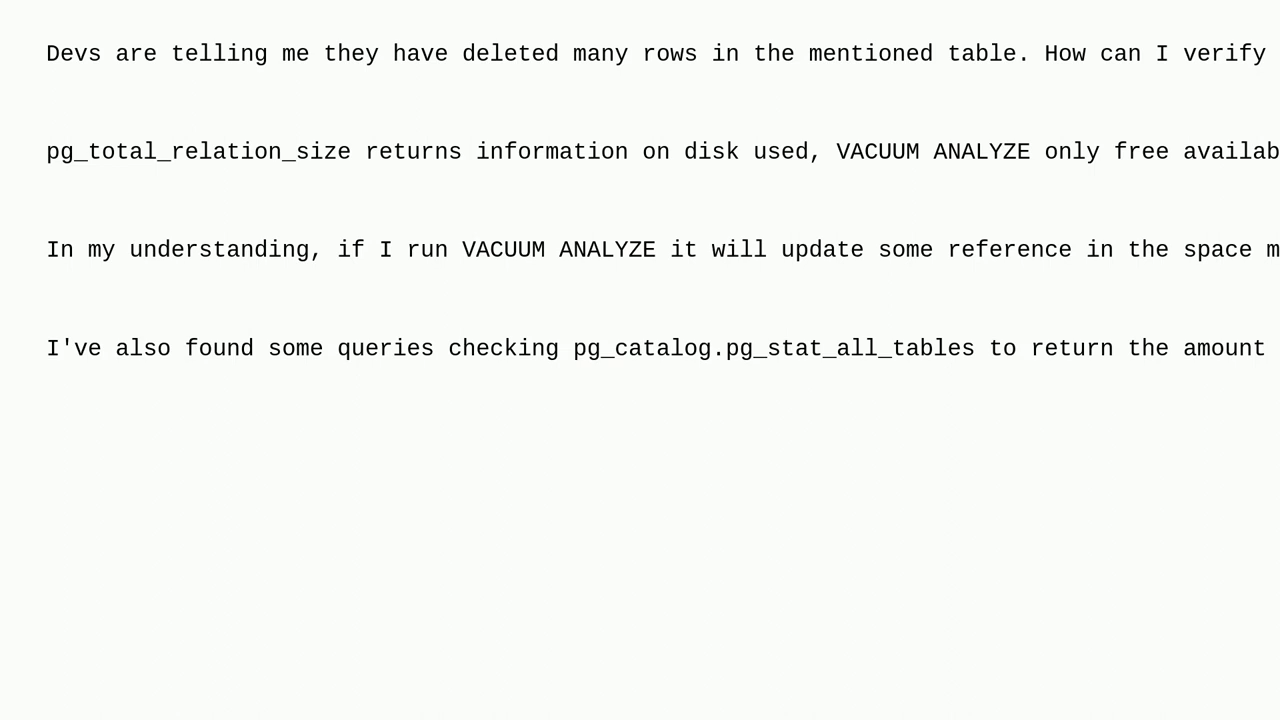 Devs are telling me they have deleted many rows in the mentioned table. How can I verify
pg_total_relation_size returns information on disk used, VACUUM ANALYZE only free availab
In my understanding, if I run VACUUM ANALYZE it will update some reference in the space m
I've also found some queries checking pg_catalog.pg_stat_all_tables to return the amount